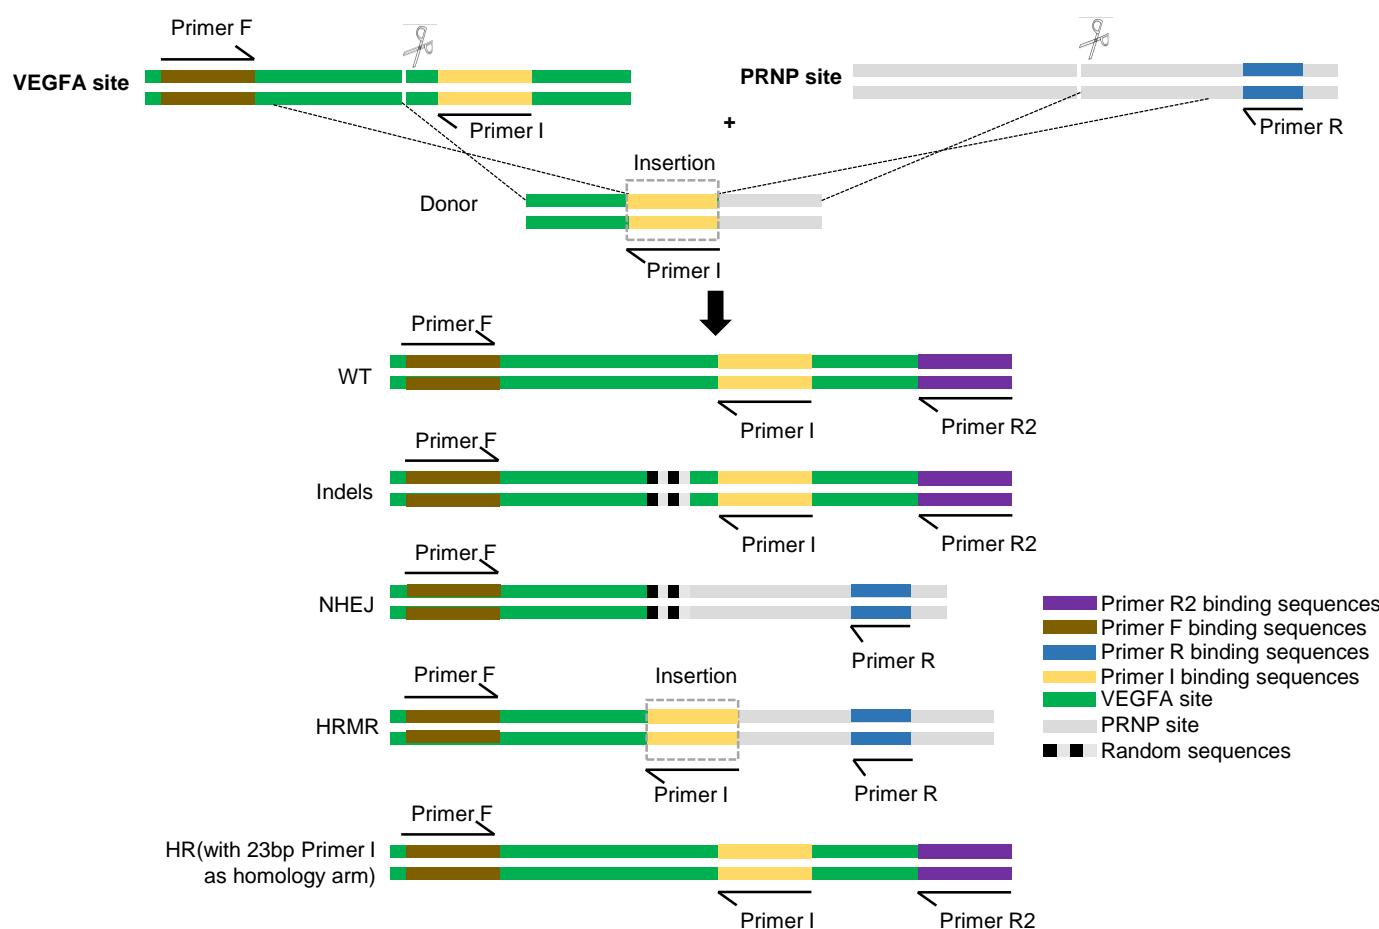 Primer F
VEGFA site
Primer I
PRNP site
Primer R
+
Insertion
Donor
Primer I
Primer F
WT
Primer I
Primer R2
Primer F
Indels
Primer I
Primer R2
Primer F
NHEJ
Primer R
Primer F
Insertion
HRMR
Primer I
Primer R
Primer F
HR(with 23bp Primer I
as homology arm)
Primer I
Primer R2
Primer R2 binding sequences
Primer F binding sequences
Primer R binding sequences
Primer I binding sequences
VEGFA site
PRNP site
Random sequences